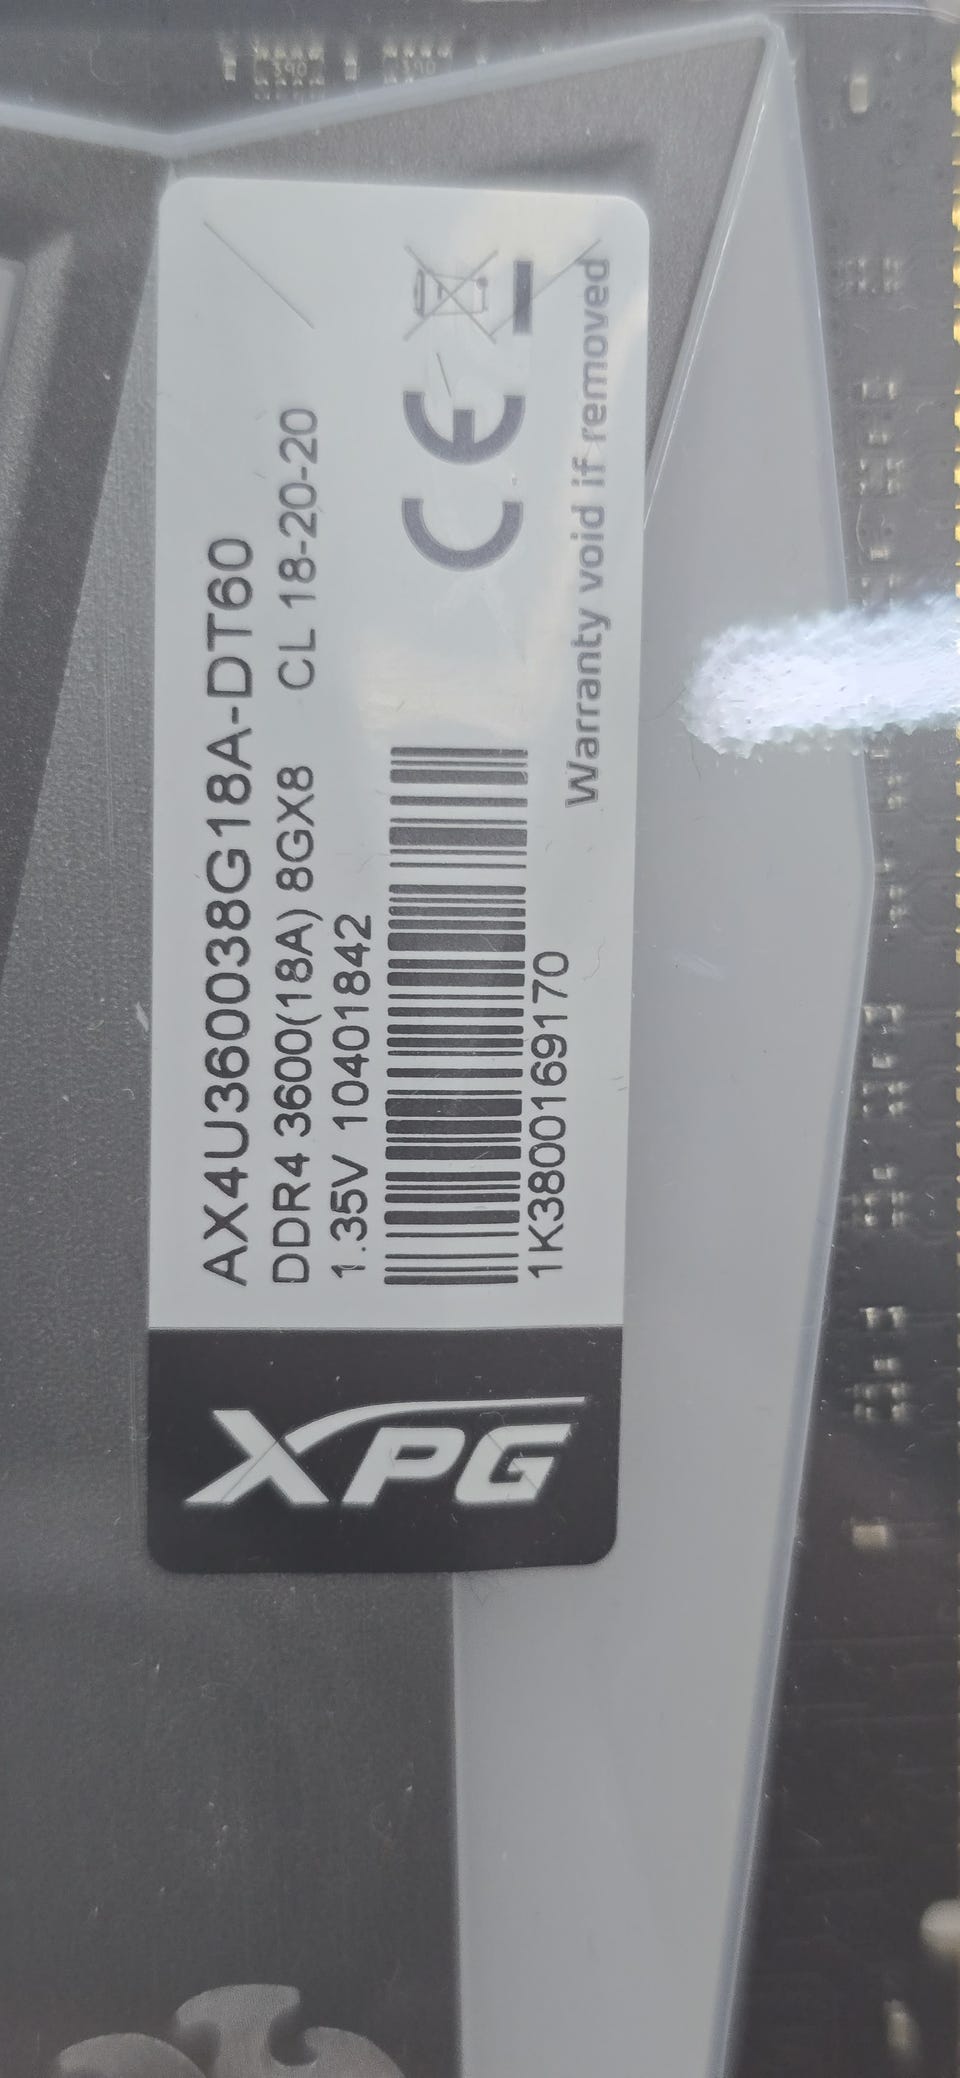 AX4U360038G18A-DT60
DDR4 3600(18A) 8GX8 CL 18-20-20
1.35V 10401842
1K3800169170
Warranty void if removed
CE
XPG